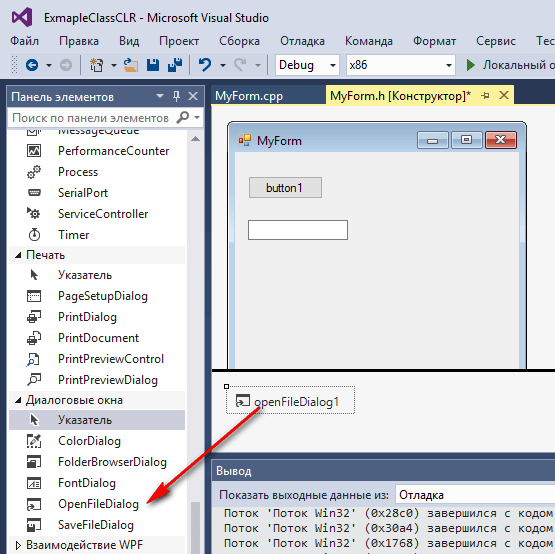 ExmapleClassCLR - Microsoft Visual Studio
Файл Правка Вид Проект Сборка Отладка Команда Формат Сервис Тес
Debug x86 Локальный о
Панель элементов
Поиск по панели элементов
MessageQueue
PerformanceCounter
Process
SerialPort
ServiceController
Timer
Печать
Указатель
PageSetupDialog
PrintDialog
PrintDocument
PrintPreviewControl
PrintPreviewDialog
Диалоговые окна
Указатель
ColorDialog
FolderBrowserDialog
FontDialog
OpenFileDialog
SaveFileDialog
Взаимодействие WPF
MyForm.cpp MyForm.h [Конструктор]*
MyForm
button1
openFileDialog1
Вывод
Показать выходные данные из: Отладка
Поток 'Поток Win32' (0x28c0) завершился с кодом
Поток 'Поток Win32' (0x30a4) завершился с кодом
Поток 'Поток Win32' (0x1768) завершился с кодом